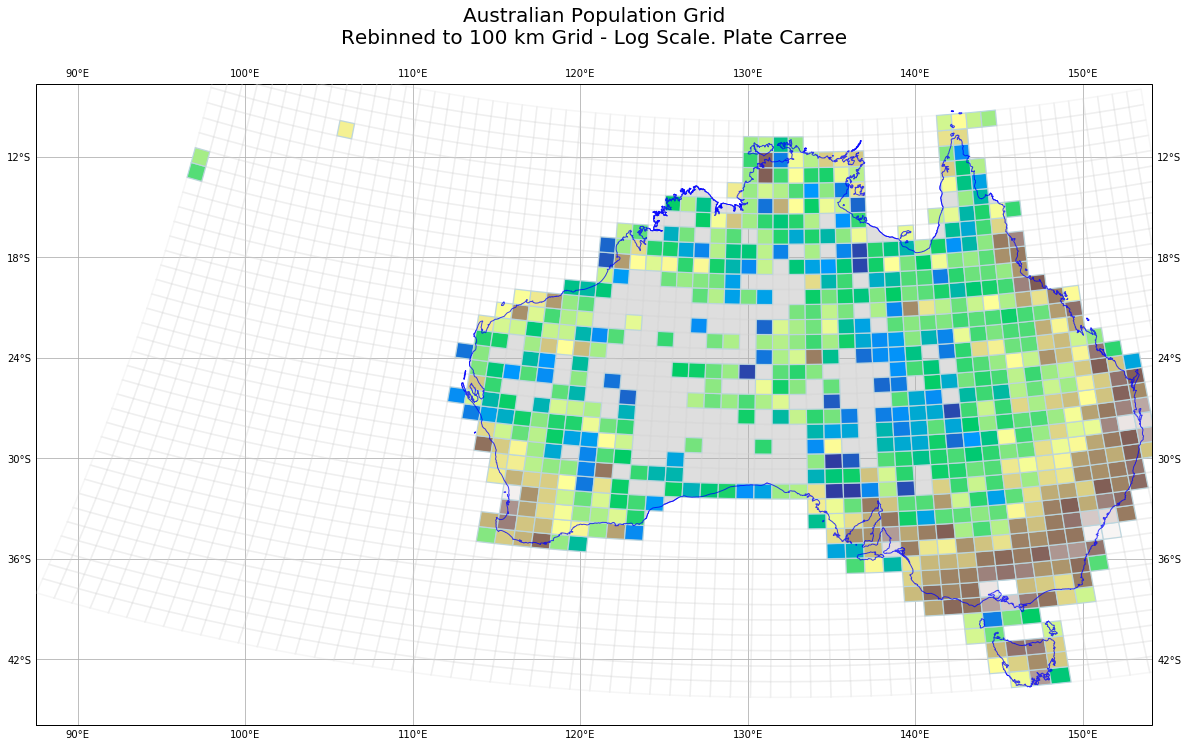 Australian Population Grid
Rebinned to 100 km Grid - Log Scale. Plate Carree
90°E 100°E 110°E 120°E 130°E 140°E 150°E
12°S 12°S
18°S 18°S
24°S 24°S
30°S 30°S
36°S 36°S
42°S 42°S
90°E 100°E 110°E 120°E 130°E 140°E 150°E